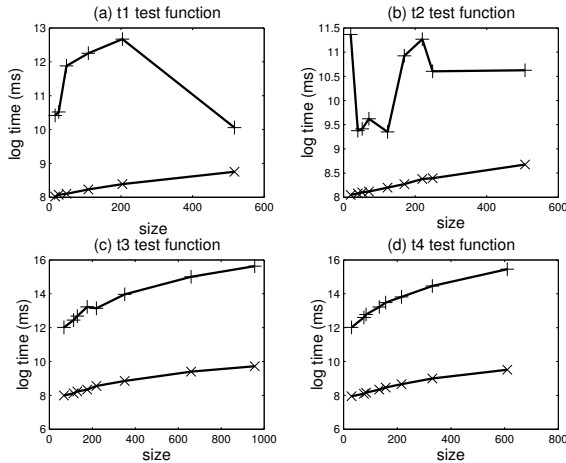 (a) t1 test function
13
12
11
10
9
8
0 200 400 600
log time (ms)
size
(b) t2 test function
11.5
11
10.5
10
9.5
9
8.5
8
0 200 400 600
log time (ms)
size
(c) t3 test function
16
14
12
10
8
6
0 200 400 600 800 1000
log time (ms)
size
(d) t4 test function
16
14
12
10
8
6
0 200 400 600 800
log time (ms)
size